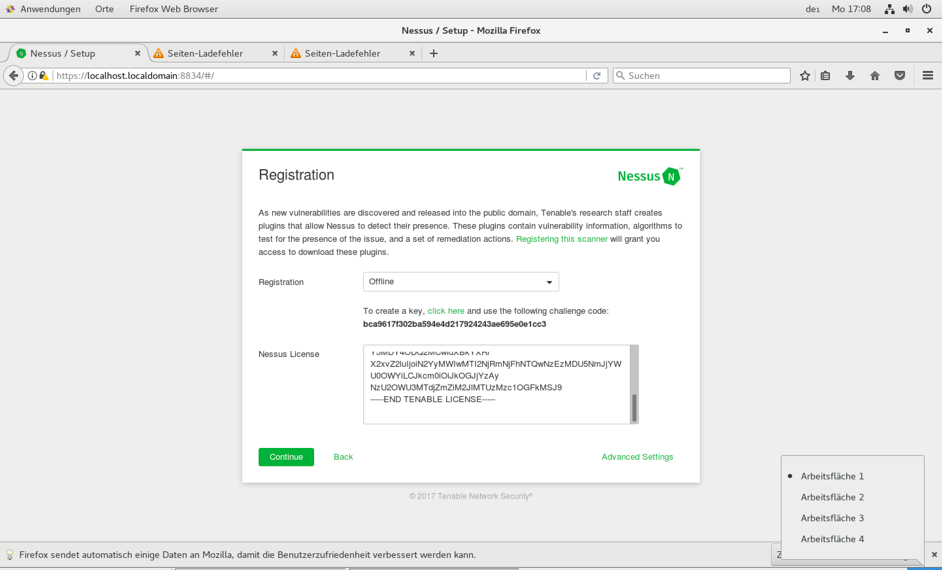 Anwendungen Orte Firefox Web Browser de₁ Mo 17:08
Nessus / Setup - Mozilla Firefox
Nessus / Setup Seiten-Ladefehler Seiten-Ladefehler
https://localhost.localdomain:8834/#/ Suchen
Registration
Nessus N ™
As new vulnerabilities are discovered and released into the public domain, Tenable's research staff creates
plugins that allow Nessus to detect their presence. These plugins contain vulnerability information, algorithms to
test for the presence of the issue, and a set of remediation actions. Registering this scanner will grant you
access to download these plugins.
Registration Offline
To create a key, click here and use the following challenge code:
bca9617f302ba594e4d217924243ae695e0e1cc3
Nessus License
X2xvZ2luIjoiN2YyMWIwMTI2NjRmNjFhNTQwNzEzMDU5NmJjYW
U0OWYiLCJkcm0iOiJkOGJjYzAy
NzU2OWU3MTdjZmZiM2JlMTUzMzc1OGFkMSJ9
-----END TENABLE LICENSE-----
Continue Back Advanced Settings
© 2017 Tenable Network Security®
Arbeitsfläche 1
Arbeitsfläche 2
Arbeitsfläche 3
Arbeitsfläche 4
Firefox sendet automatisch einige Daten an Mozilla, damit die Benutzerzufriedenheit verbessert werden kann.